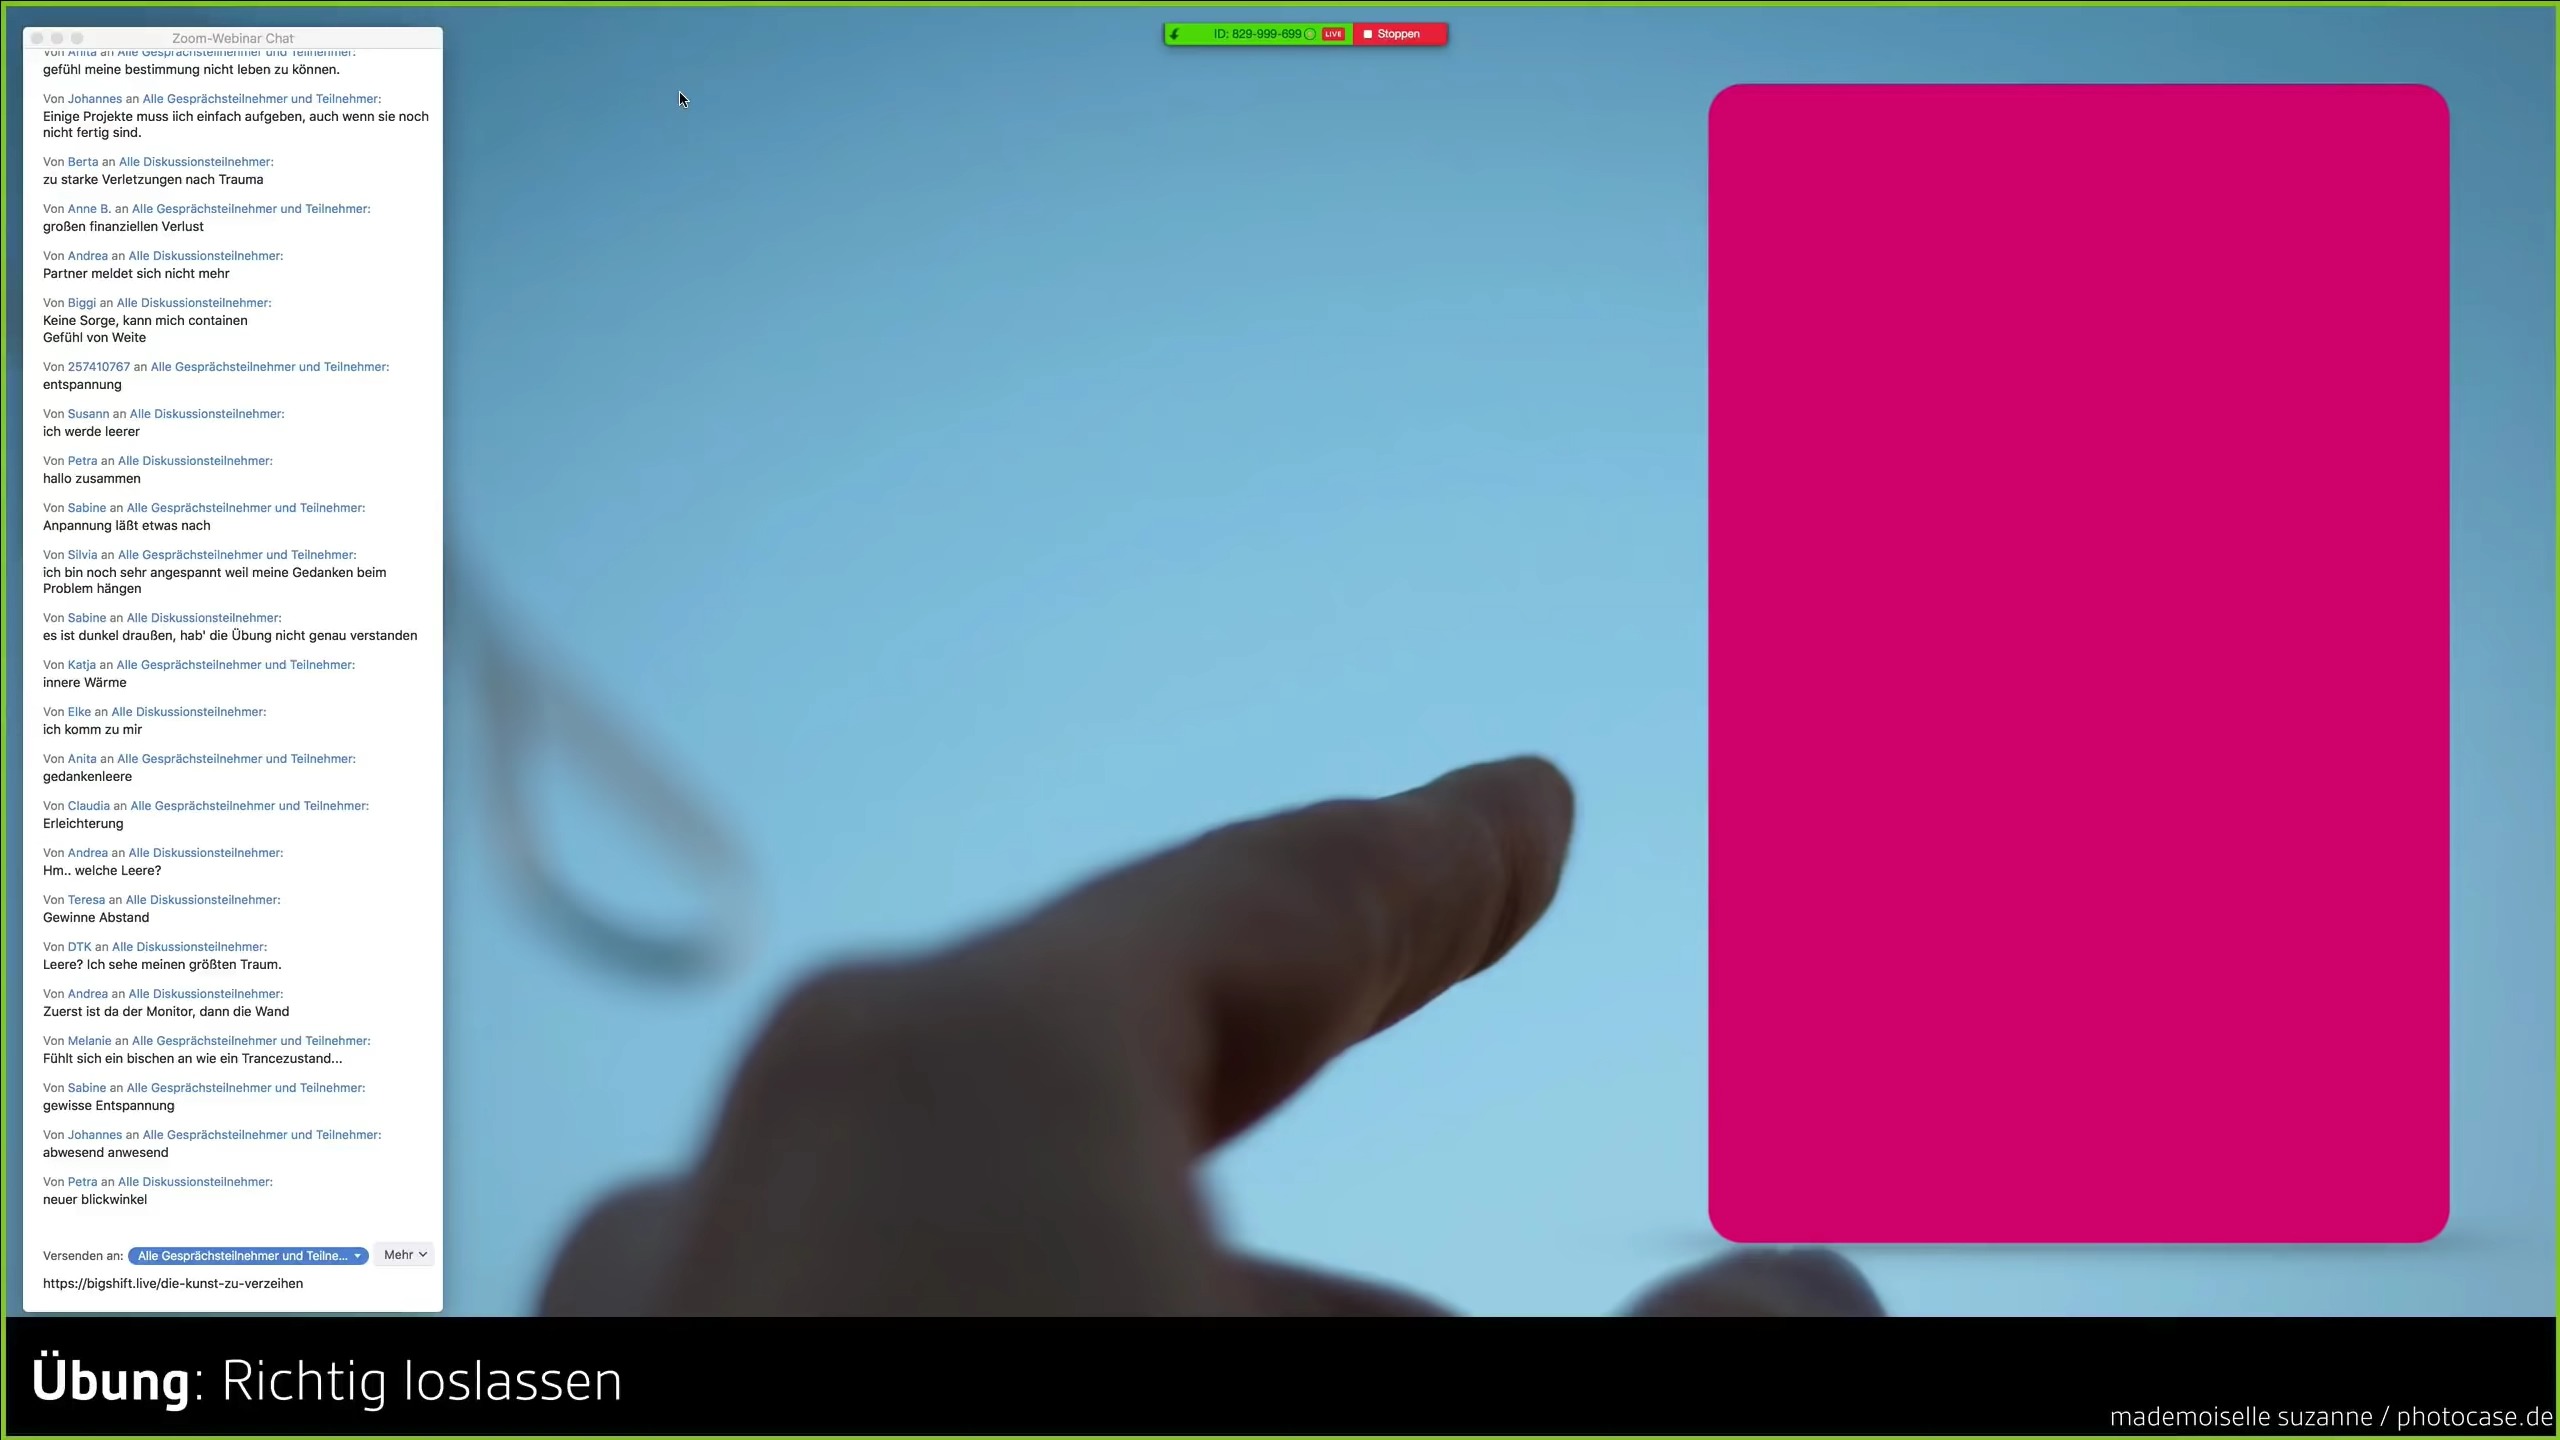 Zoom-Webinar Chat
Von Anita an Alle Gesprächsteilnehmer und Teilnehmer:
gefühl meine bestimmung nicht leben zu können.
Von Johannes an Alle Gesprächsteilnehmer und Teilnehmer:
Einige Projekte muss iich einfach aufgeben, auch wenn sie noch
nicht fertig sind.
Von Berta an Alle Diskussionsteilnehmer:
zu starke Verletzungen nach Trauma
Von Anne B. an Alle Gesprächsteilnehmer und Teilnehmer:
großen finanziellen Verlust
Von Andrea an Alle Diskussionsteilnehmer:
Partner meldet sich nicht mehr
Von Biggi an Alle Diskussionsteilnehmer:
Keine Sorge, kann mich containen
Gefühl von Weite
Von 257410767 an Alle Gesprächsteilnehmer und Teilnehmer:
entspannung
Von Susann an Alle Diskussionsteilnehmer:
ich werde leerer
Von Petra an Alle Diskussionsteilnehmer:
hallo zusammen
Von Sabine an Alle Gesprächsteilnehmer und Teilnehmer:
Anpannung läßt etwas nach
Von Silvia an Alle Gesprächsteilnehmer und Teilnehmer:
ich bin noch sehr angespannt weil meine Gedanken beim
Problem hängen
Von Sabine an Alle Diskussionsteilnehmer:
es ist dunkel draußen, hab' die Übung nicht genau verstanden
Von Katja an Alle Gesprächsteilnehmer und Teilnehmer:
innere Wärme
Von Elke an Alle Diskussionsteilnehmer:
ich komm zu mir
Von Anita an Alle Gesprächsteilnehmer und Teilnehmer:
gedankenleere
Von Claudia an Alle Gesprächsteilnehmer und Teilnehmer:
Erleichterung
Von Andrea an Alle Diskussionsteilnehmer:
Hm.. welche Leere?
Von Teresa an Alle Diskussionsteilnehmer:
Gewinne Abstand
Von DTK an Alle Diskussionsteilnehmer:
Leere? Ich sehe meinen größten Traum.
Von Andrea an Alle Diskussionsteilnehmer:
Zuerst ist da der Monitor, dann die Wand
Von Melanie an Alle Gesprächsteilnehmer und Teilnehmer:
Fühlt sich ein bischen an wie ein Trancezustand...
Von Sabine an Alle Gesprächsteilnehmer und Teilnehmer:
gewisse Entspannung
Von Johannes an Alle Gesprächsteilnehmer und Teilnehmer:
abwesend anwesend
Von Petra an Alle Diskussionsteilnehmer:
neuer blickwinkel
Versenden an: Alle Gesprächsteilnehmer und Teilne... Mehr
https://bigshift.live/die-kunst-zu-verzeihen
ID: 829-999-699 LIVE Stoppen
Übung: Richtig loslassen
mademoiselle suzanne / photocase.de